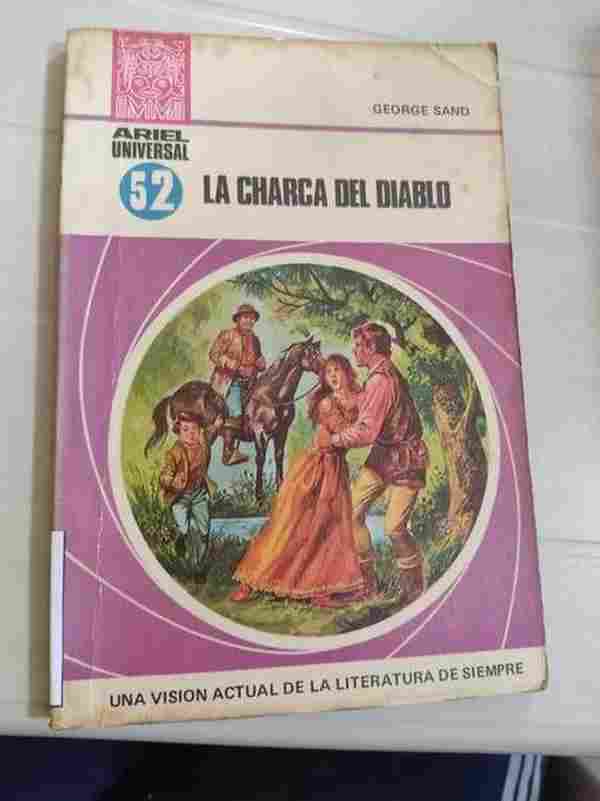 GEORGE SAND
ARIEL
UNIVERSAL
52
LA CHARCA DEL DIABLO
UNA VISION ACTUAL DE LA LITERATURA DE SIEMPRE